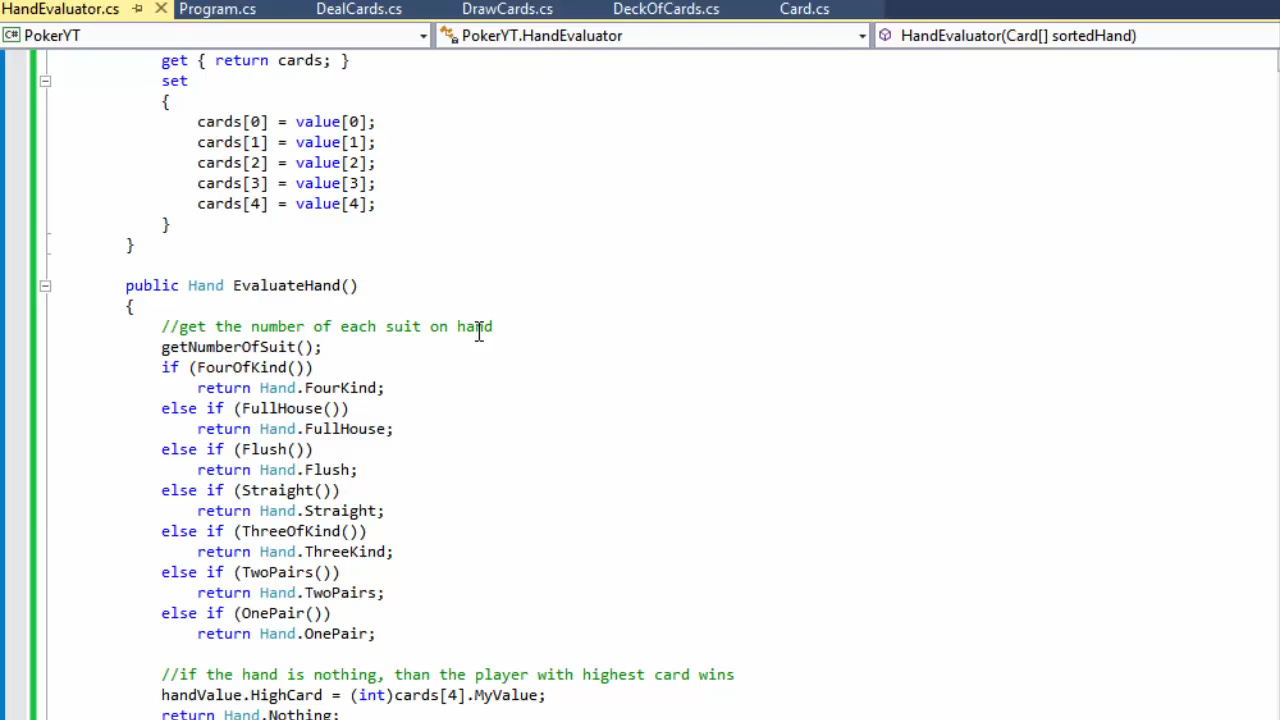 HandEvaluator.cs Program.cs DealCards.cs DrawCards.cs DeckOfCards.cs Card.cs
C# PokerYT PokerYT.HandEvaluator HandEvaluator(Card[] sortedHand)
get { return cards; }
set
{
cards[0] = value[0];
cards[1] = value[1];
cards[2] = value[2];
cards[3] = value[3];
cards[4] = value[4];
}
}
public Hand EvaluateHand()
{
//get the number of each suit on hand
getNumberOfSuit();
if (FourOfKind())
return Hand.FourKind;
else if (FullHouse())
return Hand.FullHouse;
else if (Flush())
return Hand.Flush;
else if (Straight())
return Hand.Straight;
else if (ThreeOfKind())
return Hand.ThreeKind;
else if (TwoPairs())
return Hand.TwoPairs;
else if (OnePair())
return Hand.OnePair;
//if the hand is nothing, than the player with highest card wins
handValue.HighCard = (int)cards[4].MyValue;
return Hand.Nothing;